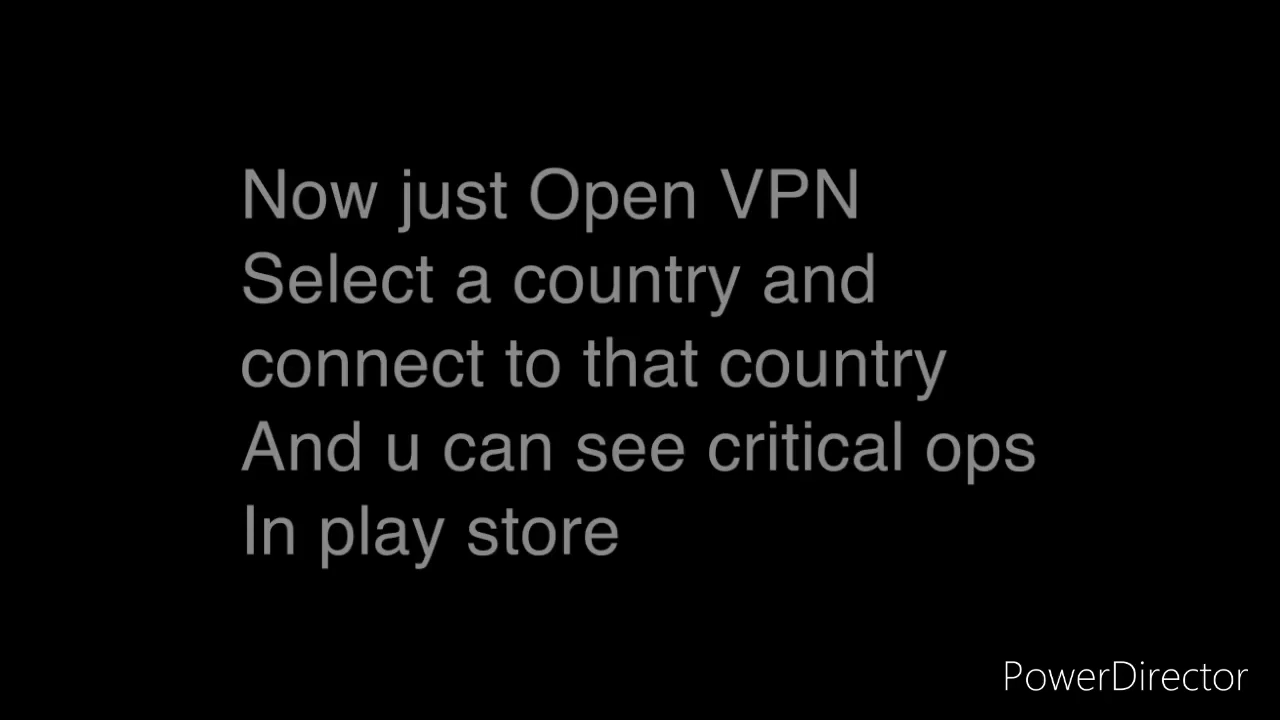 Now just Open VPN
Select a country and
connect to that country
And u can see critical ops
In play store
PowerDirector